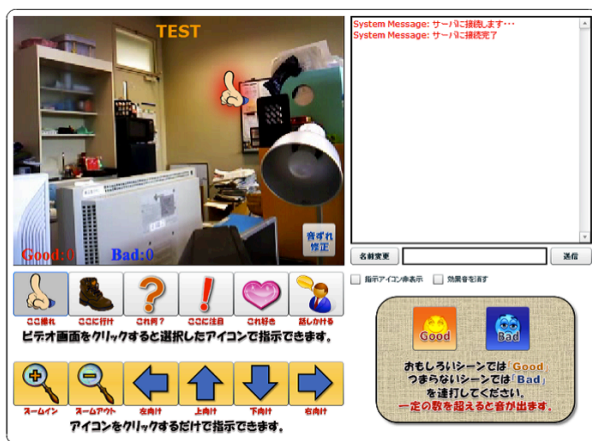 TEST
Good:0 Bad:0
音ずれ
修正
System Message: サーバに接続します・・・
System Message: サーバに接続完了
名前変更 送信
指示アイコン非表示 効果音を消す
ここ撮れ ここに行け これ何? ここに注目 これ好き 話しかける
ビデオ画面をクリックすると選択したアイコンで指示できます。
ズームイン ズームアウト 左向け 上向け 下向け 右向け
アイコンをクリックするだけで指示できます。
Good Bad
おもしろいシーンでは「Good」
つまらないシーンでは「Bad」
を連打してください。
一定の数を超えると音が出ます。